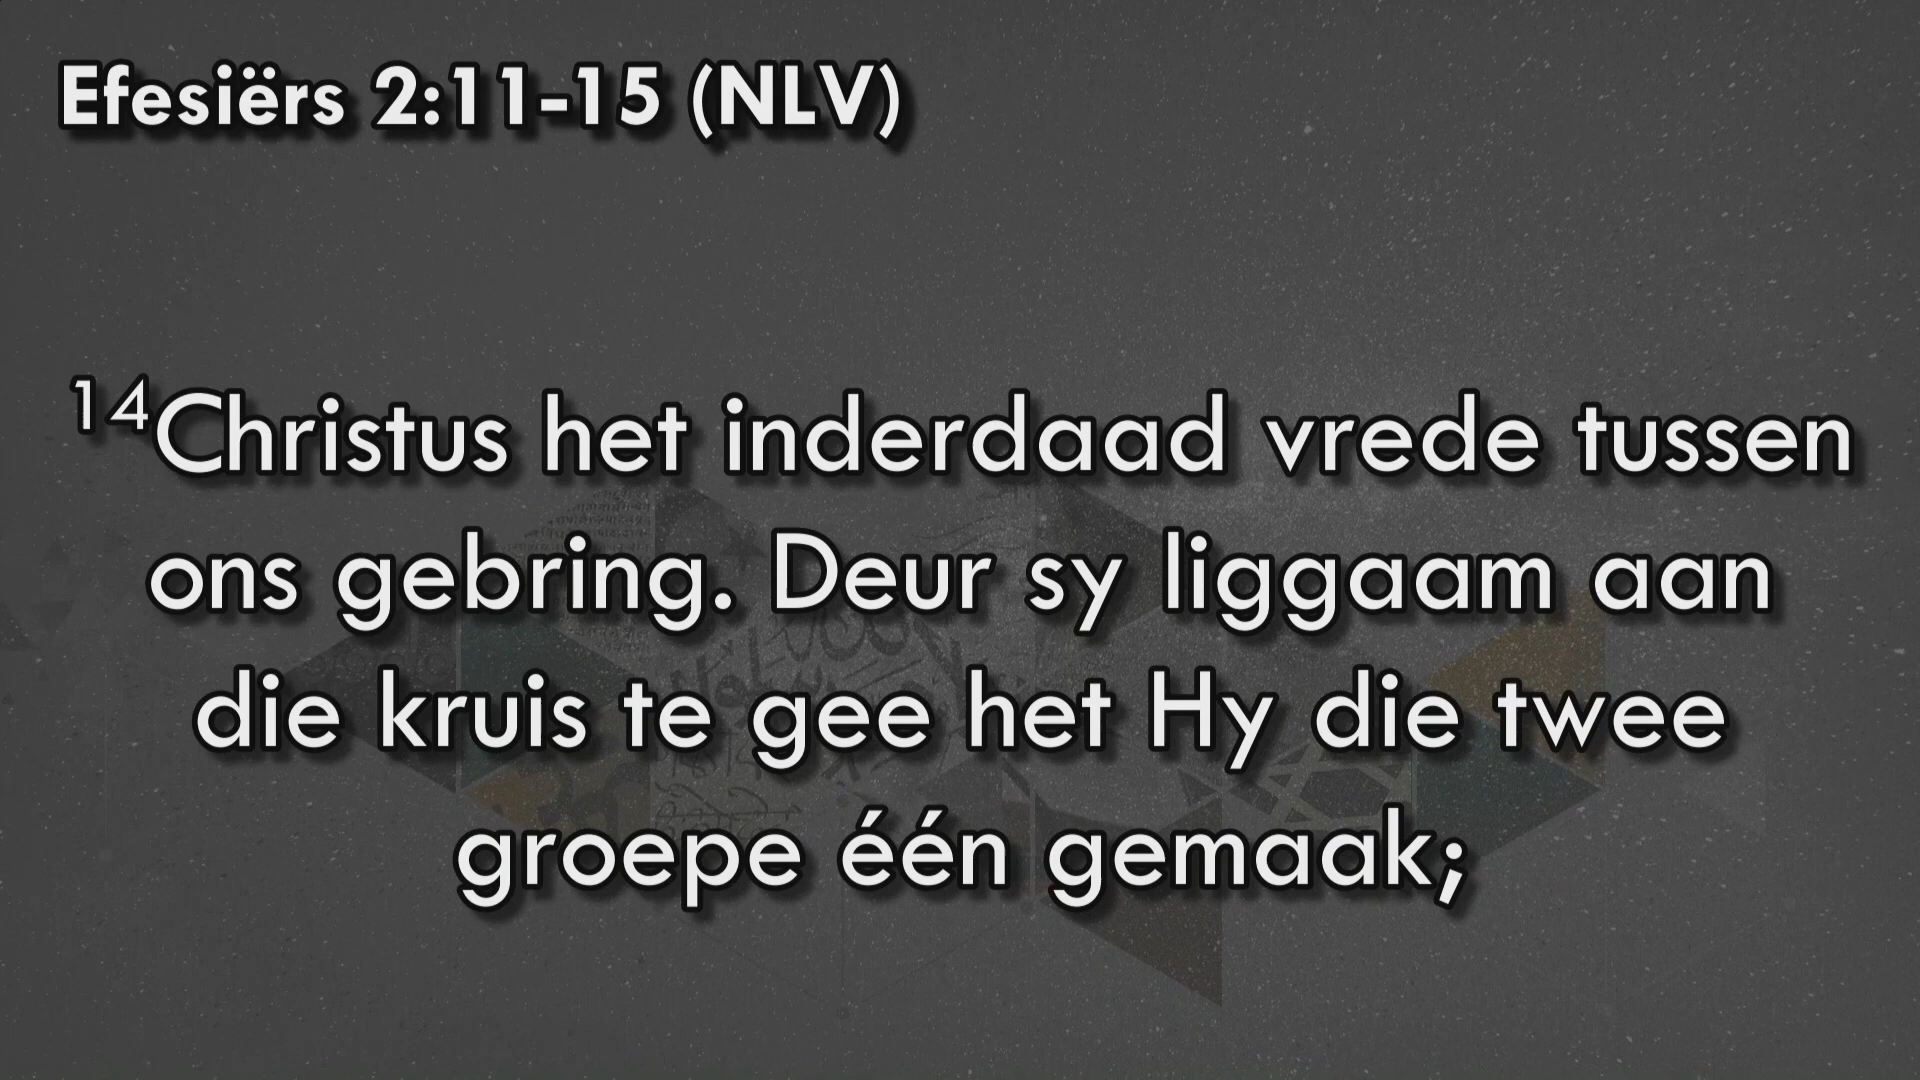 Efesiërs 2:11-15 (NLV)
14Christus het inderdaad vrede tussen
ons gebring. Deur sy liggaam aan
die kruis te gee het Hy die twee
groepe één gemaak;